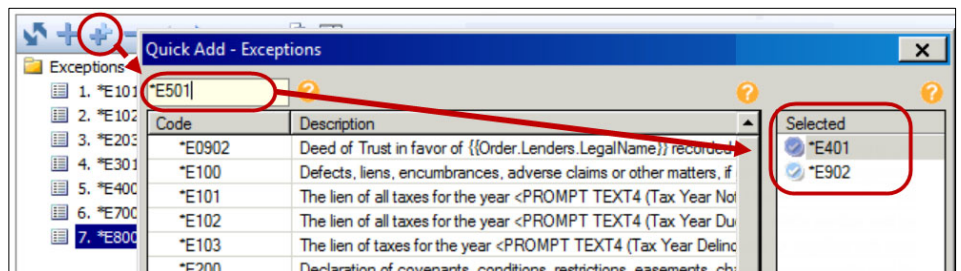 Quick Add - Exceptions
Exceptions
1. *E101
2. *E102
3. *E203
4. *E301
5. *E400
6. *E700
7. *E800
*E501
Code Description
*E0902 Deed of Trust in favor of {{Order.Lenders.LegalName}} recorded
*E100 Defects, liens, encumbrances, adverse claims or other matters, if
*E101 The lien of all taxes for the year <PROMPT TEXT4 (Tax Year Not
*E102 The lien of all taxes for the year <PROMPT TEXT4 (Tax Year Du
*E103 The lien of taxes for the year <PROMPT TEXT4 (Tax Year Delinq
*E200 Declaration of covenants, conditions, restrictions, easements,
Selected
*E401
*E902